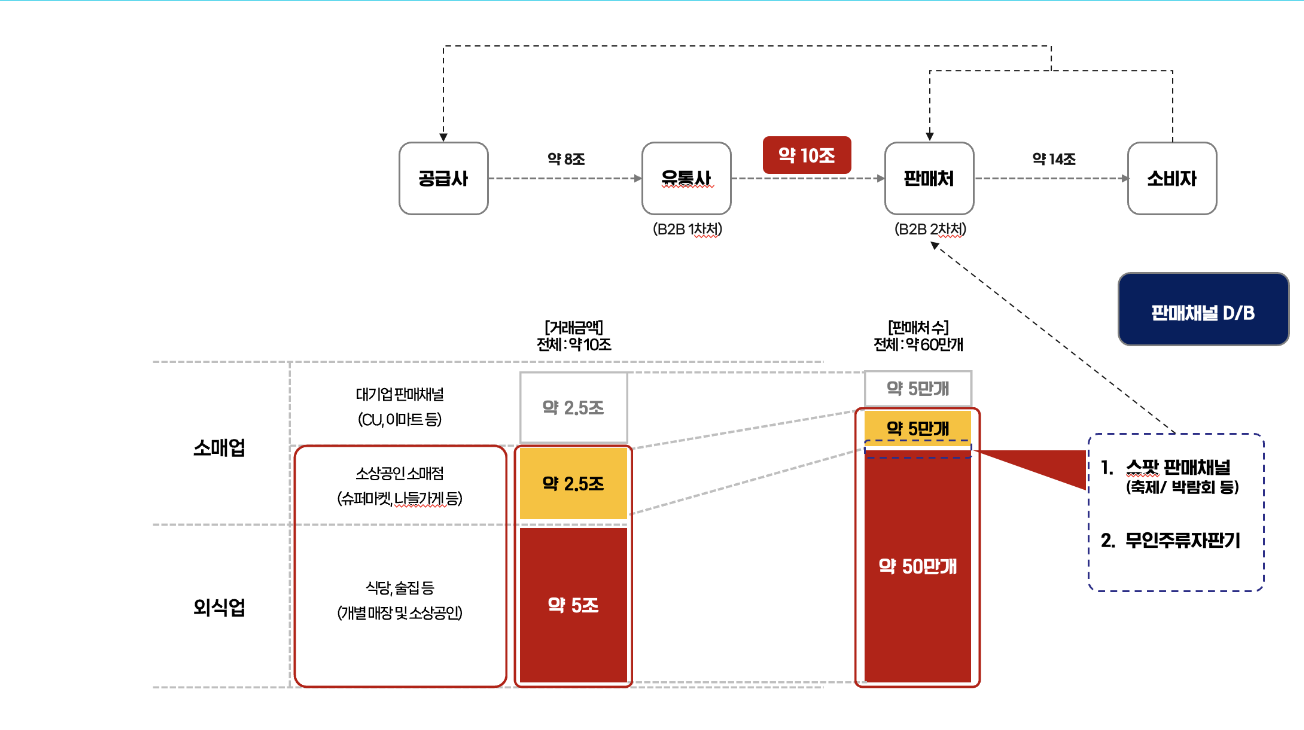 약 8조
약 10조
약 14조
공급사
유통사
판매처
소비자
(B2B 1차처)
(B2B 2차처)
판매채널 D/B
[거래금액]
전체 : 약 10조
[판매처 수]
전체 : 약 60만개
소매업
대기업 판매채널
(CU, 이마트 등)
약 2.5조
약 5만개
소상공인 소매점
(슈퍼마켓, 나들가게 등)
약 2.5조
약 5만개
외식업
식당, 술집 등
(개별 매장 및 소상공인)
약 5조
약 50만개
1. 스팟 판매채널
(축제/ 박람회 등)
2. 무인주류자판기